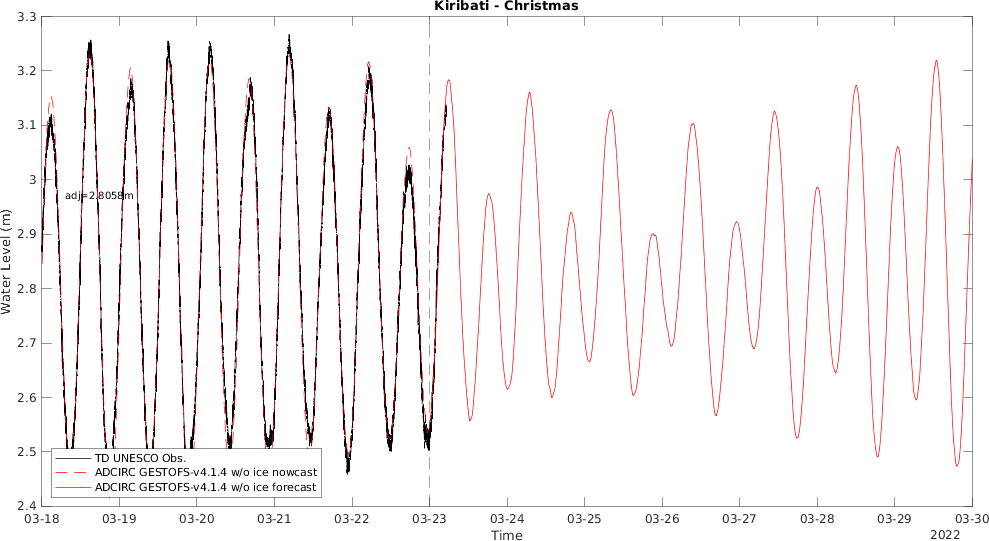 Kiribati - Christmas
3.3
3.2
3.1
3
2.9
2.8
2.7
2.6
2.5
2.4
Water Level (m)
adj=2.8058m
TD UNESCO Obs.
ADCIRC GESTOFS-v4.1.4 w/o ice nowcast
ADCIRC GESTOFS-v4.1.4 w/o ice forecast
03-18 03-19 03-20 03-21 03-22 03-23 03-24 03-25 03-26 03-27 03-28 03-29 03-30
Time
2022